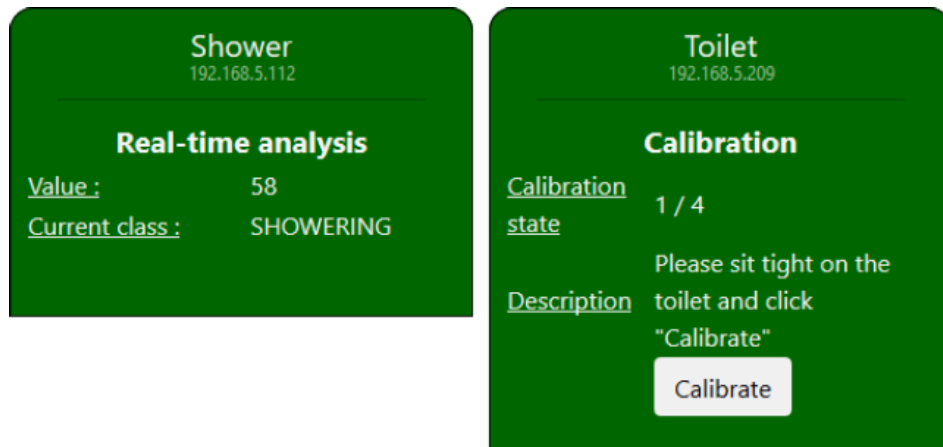 Shower
192.168.5.112
Real-time analysis
Value : 58
Current class : SHOWERING
Toilet
192.168.5.209
Calibration
Calibration state 1 / 4
Description Please sit tight on the
toilet and click
"Calibrate"
Calibrate